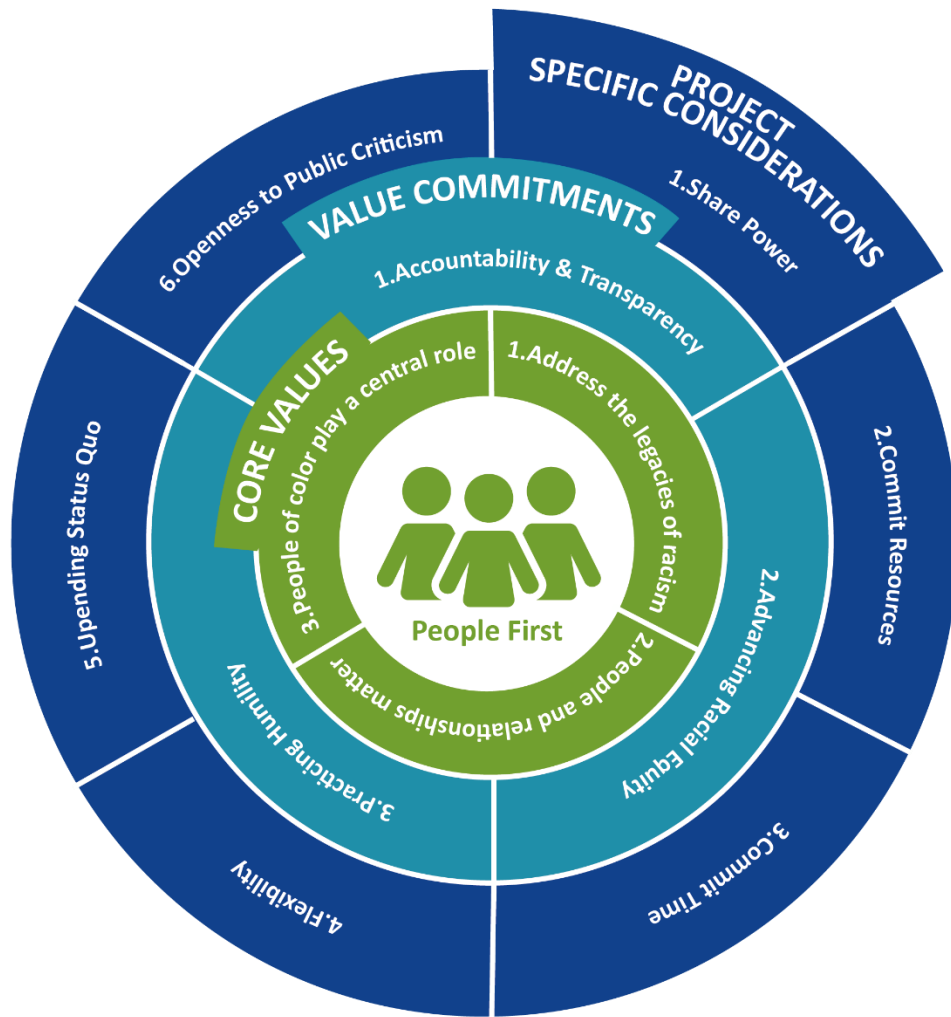 PROJECT
SPECIFIC CONSIDERATIONS
1.Share Power
2.Commit Resources
3.Commit Time
4.Flexibility
5.Upending Status Quo
6.Openness to Public Criticism
VALUE COMMITMENTS
1.Accountability & Transparency
2.Advancing Racial Equity
3.Practicing Humility
CORE VALUES
1.Address the legacies of racism
2.People and relationships matter
3.People of color play a central role
People First